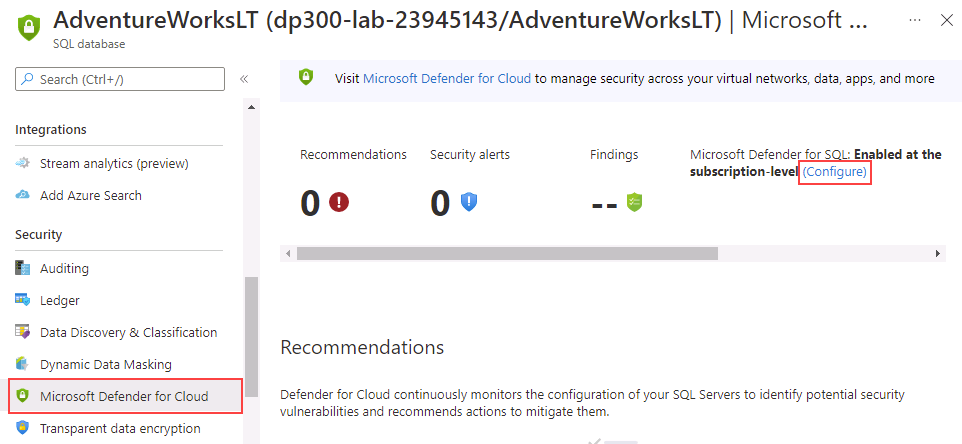 AdventureWorksLT (dp300-lab-23945143/AdventureWorksLT) | Microsoft ...
SQL database
Search (Ctrl+/)
Integrations
Stream analytics (preview)
Add Azure Search
Security
Auditing
Ledger
Data Discovery & Classification
Dynamic Data Masking
Microsoft Defender for Cloud
Transparent data encryption
Visit Microsoft Defender for Cloud to manage security across your virtual networks, data, apps, and more
Recommendations
0
Security alerts
0
Findings
--
Microsoft Defender for SQL: Enabled at the
subscription-level (Configure)
Recommendations
Defender for Cloud continuously monitors the configuration of your SQL Servers to identify potential security
vulnerabilities and recommends actions to mitigate them.